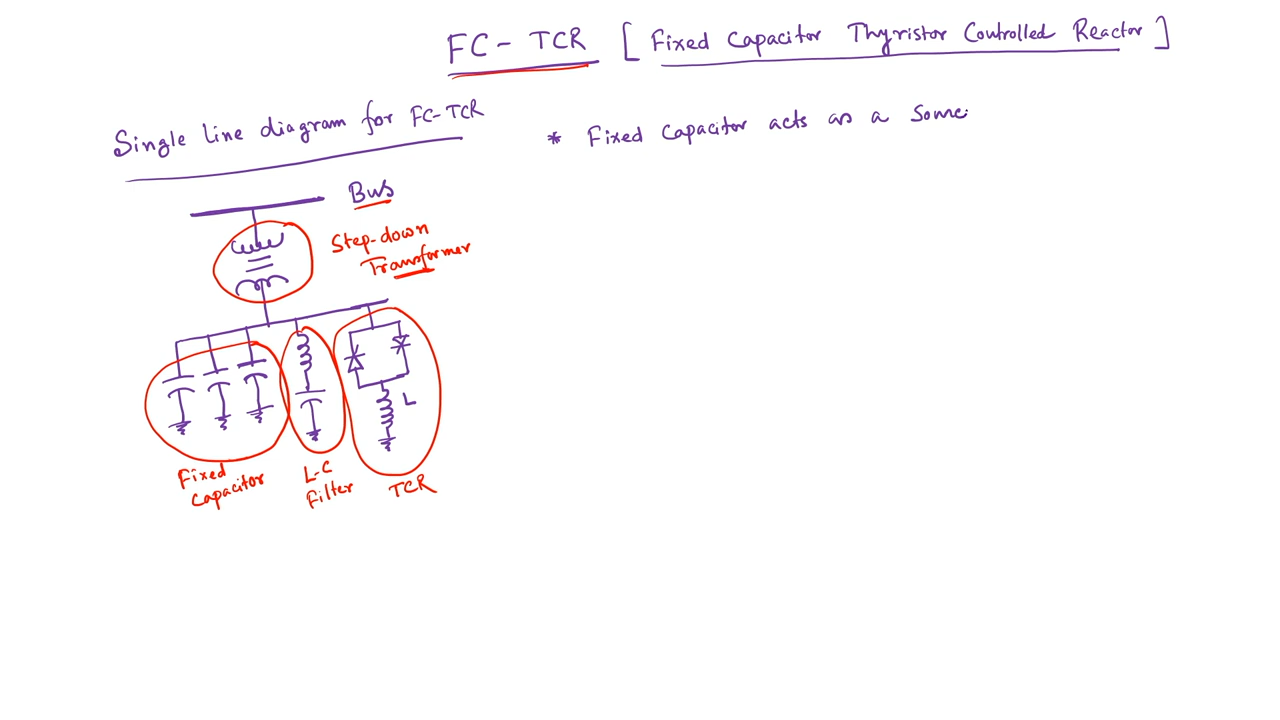 FC - TCR [ Fixed Capacitor Thyristor Controlled Reactor ]
Single line diagram for FC-TCR
* Fixed Capacitor acts as a Some
Bus
Step-down
Transformer
L
Fixed
Capacitor
L-C
Filter
TCR